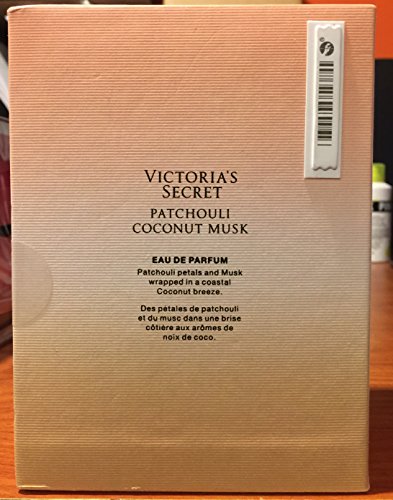 VICTORIA'S
SECRET
PATCHOULI
COCONUT MUSK
EAU DE PARFUM
Patchouli petals and Musk
wrapped in a coastal
Coconut breeze.
Des pétales de patchouli
et du musc dans une brise
côtière aux arômes de
noix de coco.